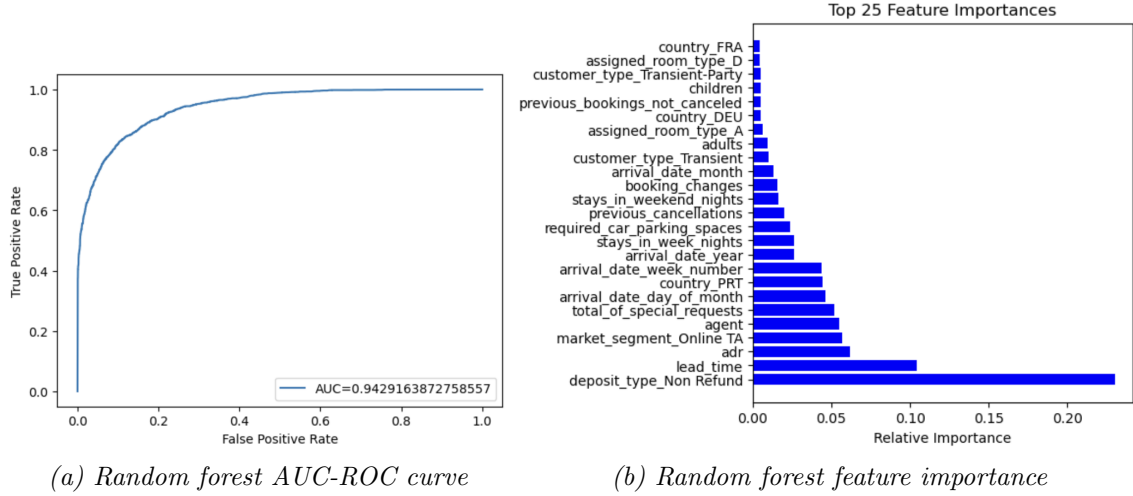 1.0
0.8
0.6
0.4
0.2
0.0
True Positive Rate
AUC=0.9429163872758557
0.0 0.2 0.4 0.6 0.8 1.0
False Positive Rate
(a) Random forest AUC-ROC curve
Top 25 Feature Importances
country_FRA
assigned_room_type_D
customer_type_Transient-Party
children
previous_bookings_not_canceled
country_DEU
assigned_room_type_A
adults
customer_type_Transient
arrival_date_month
booking_changes
stays_in_weekend_nights
previous_cancellations
required_car_parking_spaces
stays_in_week_nights
arrival_date_year
arrival_date_week_number
country_PRT
arrival_date_day_of_month
total_of_special_requests
agent
market_segment_Online TA
adr
lead_time
deposit_type_Non Refund
0.00 0.05 0.10 0.15 0.20
Relative Importance
(b) Random forest feature importance